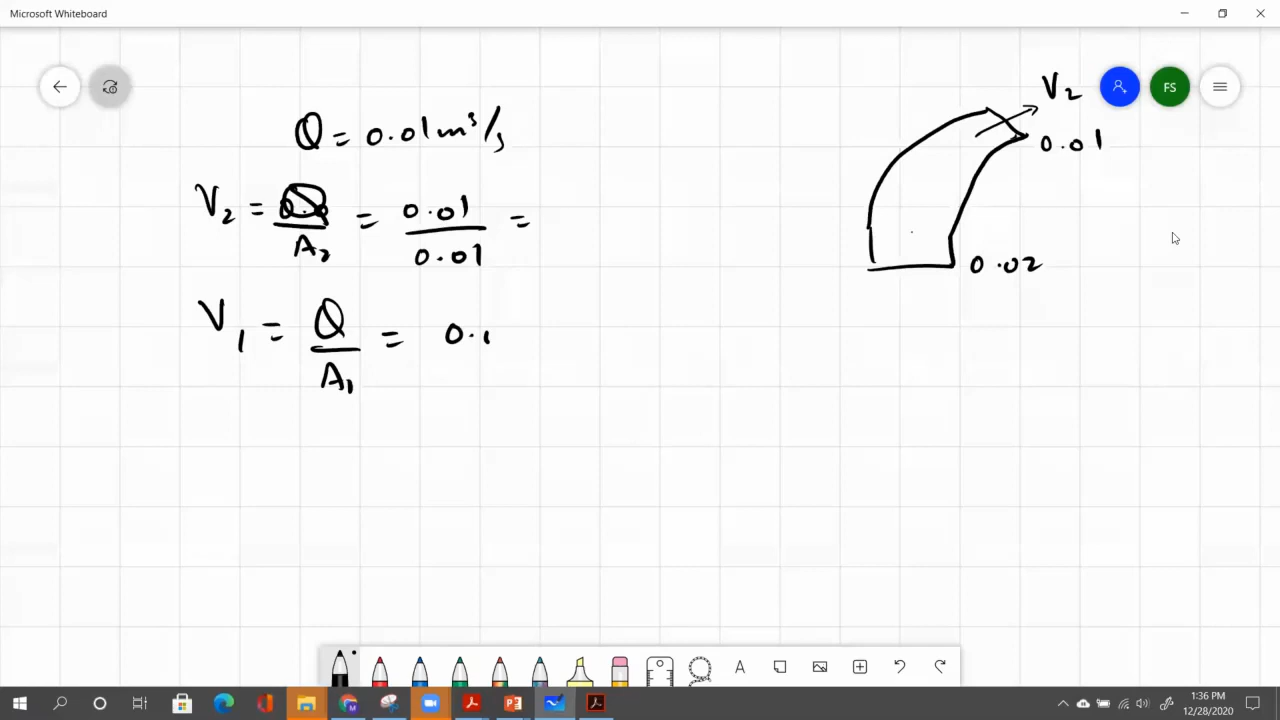 Microsoft Whiteboard
FS
Q = 0.01 m³/s
V₂ = /A₂ = 0.01/0.01 =
V₁ = Q/A₁ = 0.
V₂
0.01
0.02
A
1:36 PM
12/28/2020